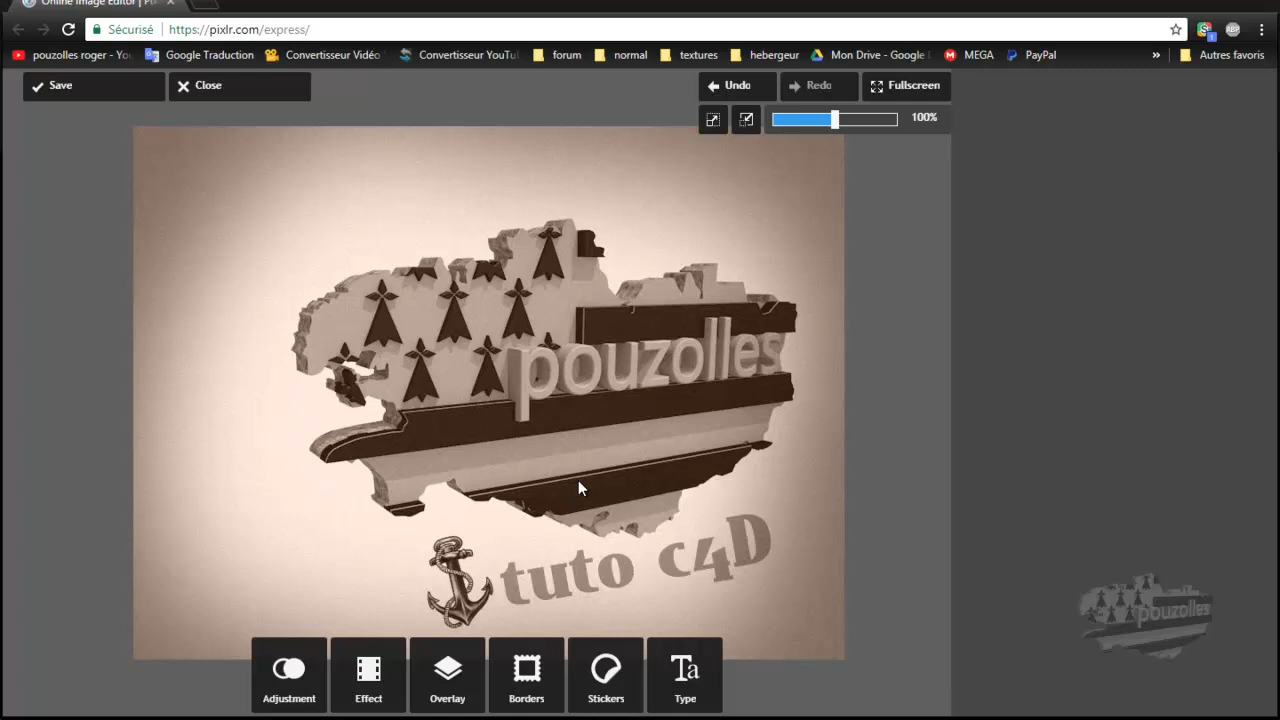 Online Image Editor | Pix
Sécurisé https://pixlr.com/express/
pouzolles roger - Yo Google Traduction Convertisseur Vidéo Convertisseur YouTu forum normal textures hebergeur Mon Drive - Google MEGA PayPal » Autres favoris
Save Close Undo Redo Fullscreen
100%
pouzolles
tuto c4D
pouzolles
Adjustment Effect Overlay Borders Stickers Type